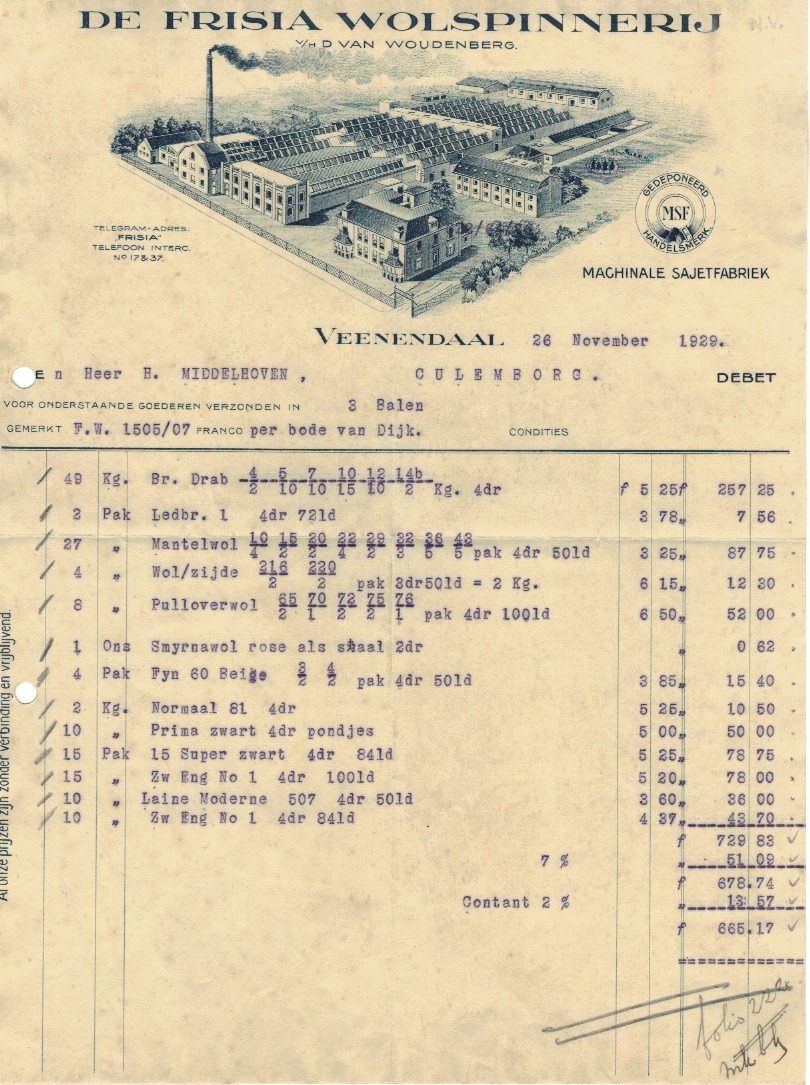 DE FRISIA WOLSPINNERIJ N.V.
V/H D VAN WOUDENBERG.
TELEGRAM-ADRES.
"FRISIA"
TELEFOON INTERC.
No 17 & 37.
GEDEPONEERD
MSF
HANDELSMERK.
MACHINALE SAJETFABRIEK
VEENENDAAL 26 November 1929.
E n Heer H. MIDDELHOVEN, CULEMBORG. DEBET
VOOR ONDERSTAANDE GOEDEREN VERZONDEN IN 3 Balen
GEMERKT F.W. 1505/07 FRANCO per bode van Dijk. CONDITIES
49 Kg. Br. Drab 4/2 5/10 7/10 10/15 12/10 14b/2 Kg. 4dr f 5 25 f 257 25
2 Pak Ledbr. 1 4dr 72ld 3 78 „ 7 56
27 „ Mantelwol 10/4 15/2 20/2 22/4 29/2 32/3 36/5 43/5 pak 4dr 50ld 3 25 „ 87 75
4 „ Wol/zijde 216/2 220/2 pak 3dr50ld = 2 Kg. 6 15 „ 12 30
8 „ Pulloverwol 65/2 70/1 72/2 75/2 76/1 pak 4dr 100ld 6 50 „ 52 00
1 Ons Smyrnawol rose als staal 2dr „ 0 62
4 Pak Fyn 60 Beige 3/2 4/2 pak 4dr 50ld 3 85 „ 15 40
2 Kg. Normaal 81 4dr 5 25 „ 10 50
10 „ Prima zwart 4dr pondjes 5 00 „ 50 00
15 Pak 15 Super zwart 4dr 84ld 5 25 „ 78 75
15 „ Zw Eng No 1 4dr 100ld 5 20 „ 78 00
10 „ Laine Moderne 507 4dr 50ld 3 60 „ 36 00
10 „ Zw Eng No 1 4dr 84ld 4 37 „ 43 70
f 729 83
7 % „ 51 09
f 678.74
Contant 2 % „ 13 57
f 665.17
folio
Al onze prijzen zijn zonder verbinding en vrijblijvend.